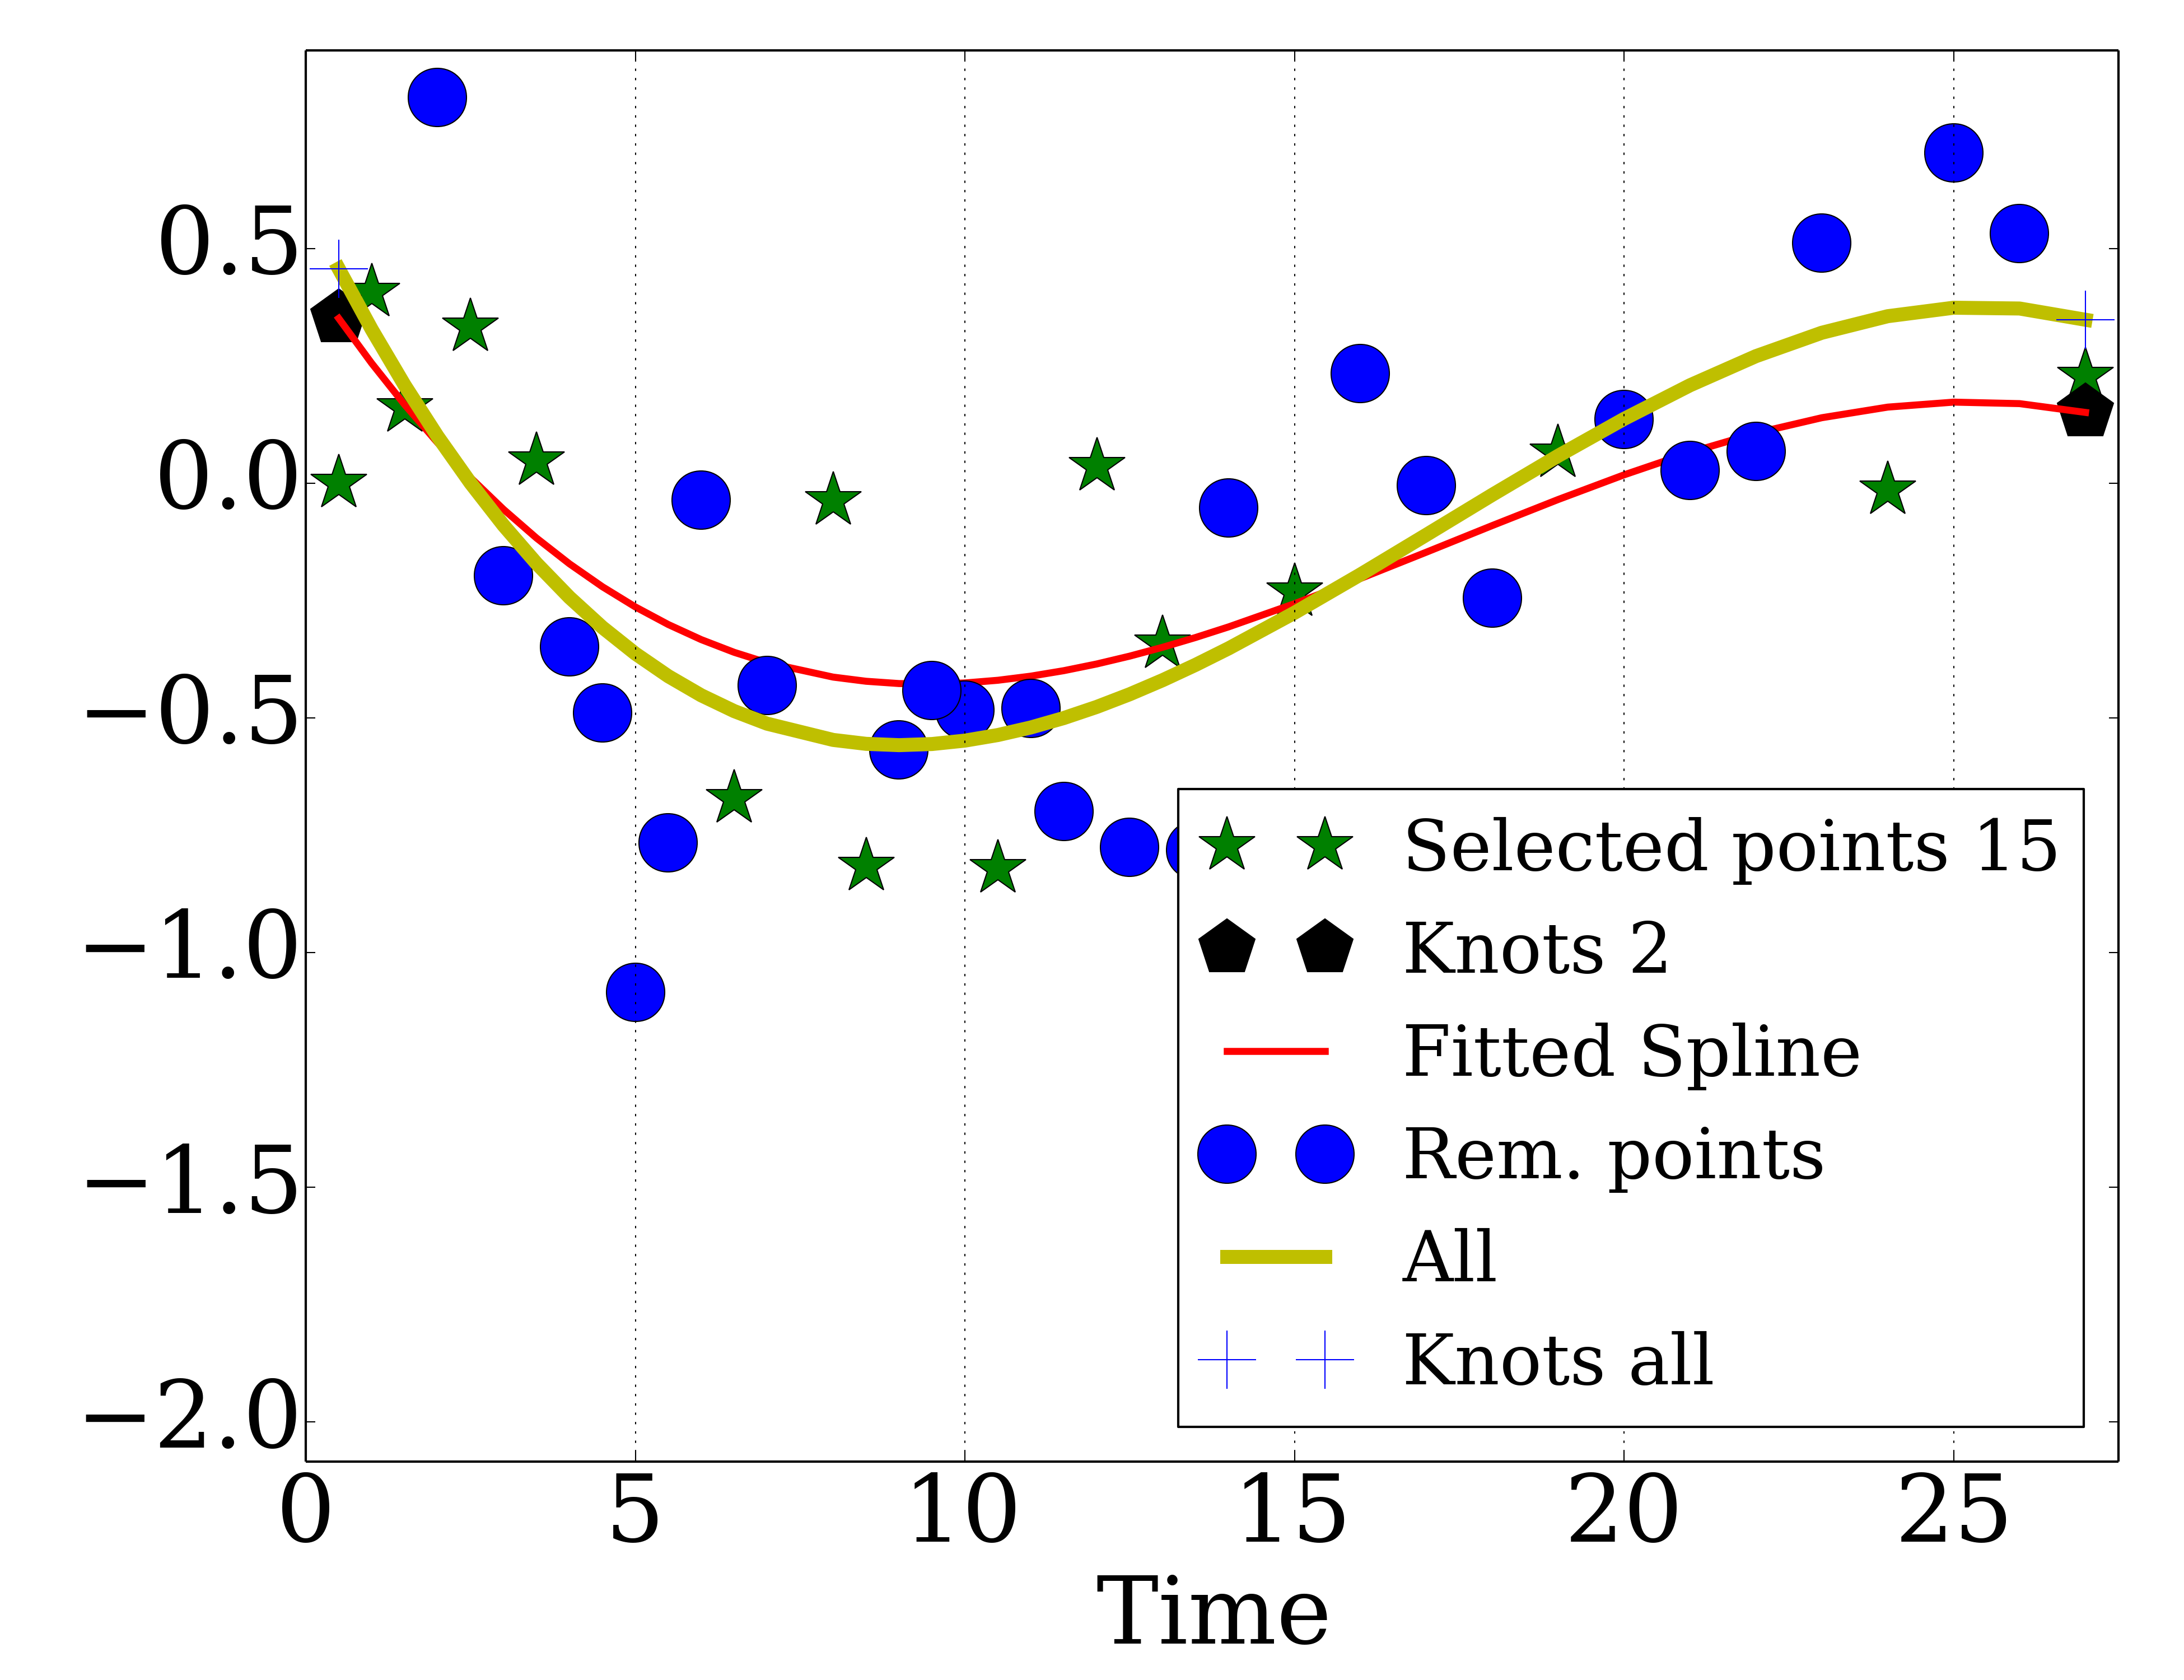 0.5
0.0
−0.5
−1.0
−1.5
−2.0
Selected points 15
Knots 2
Fitted Spline
Rem. points
All
Knots all
0 5 10 15 20 25
Time